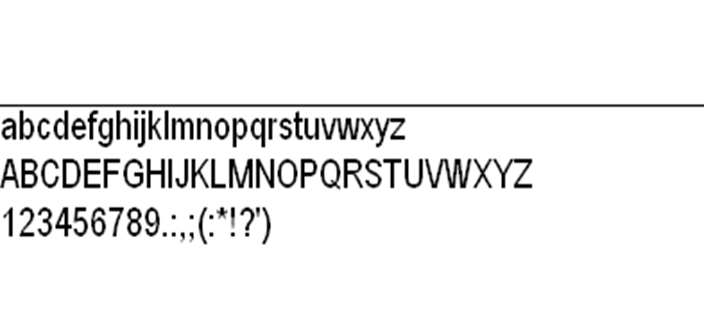 abcdefghijklmnopqrstuvwxyz
ABCDEFGHIJKLMNOPQRSTUVWXYZ
123456789.:,;(:*!?')